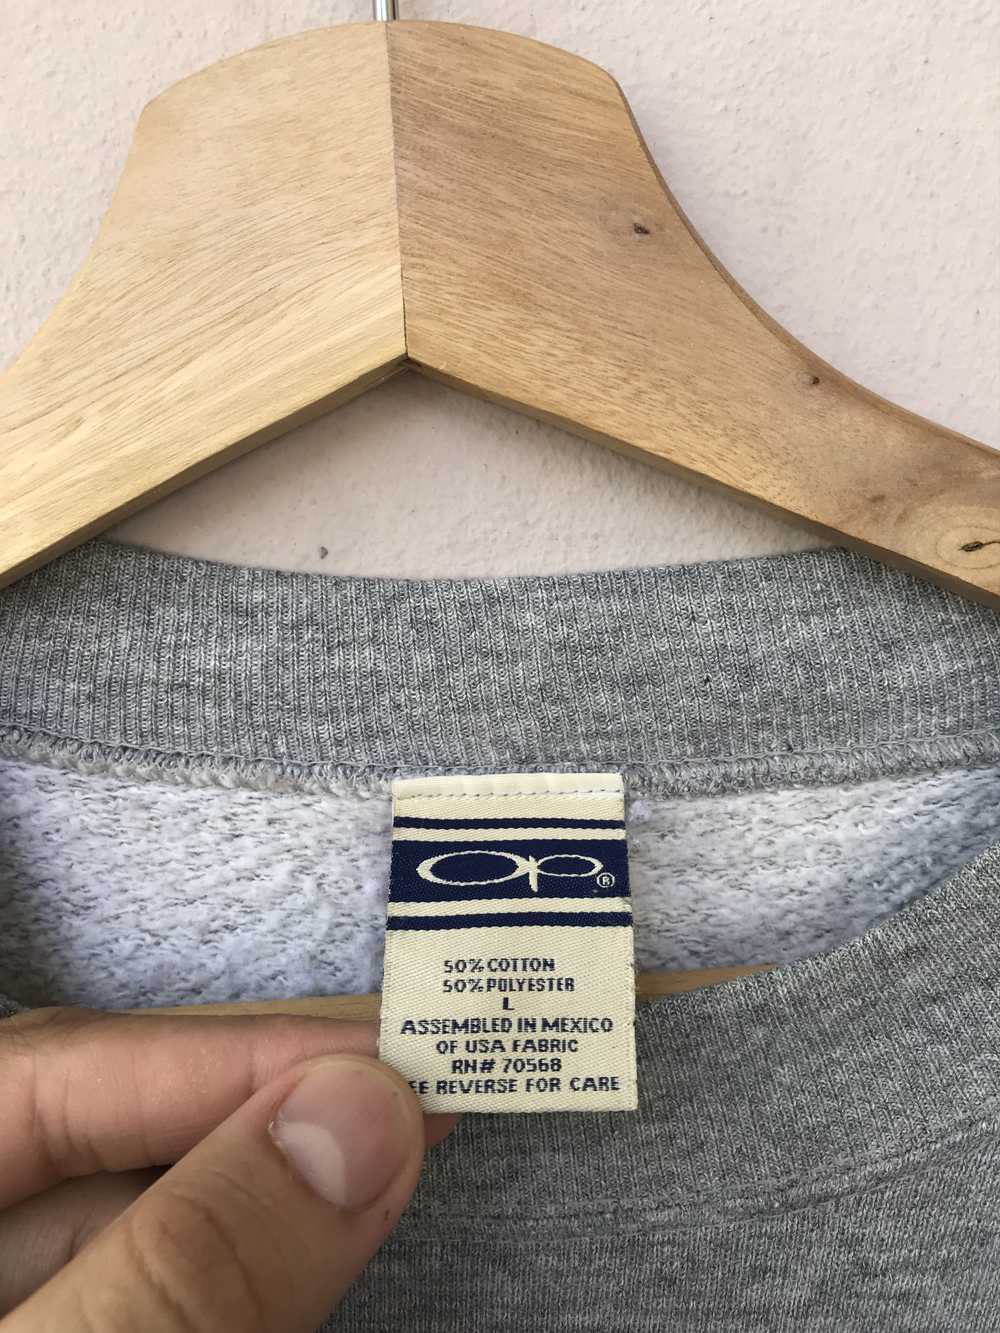 Op ®
50% COTTON
50% POLYESTER
L
ASSEMBLED IN MEXICO
OF USA FABRIC
RN# 70568
EE REVERSE FOR CARE